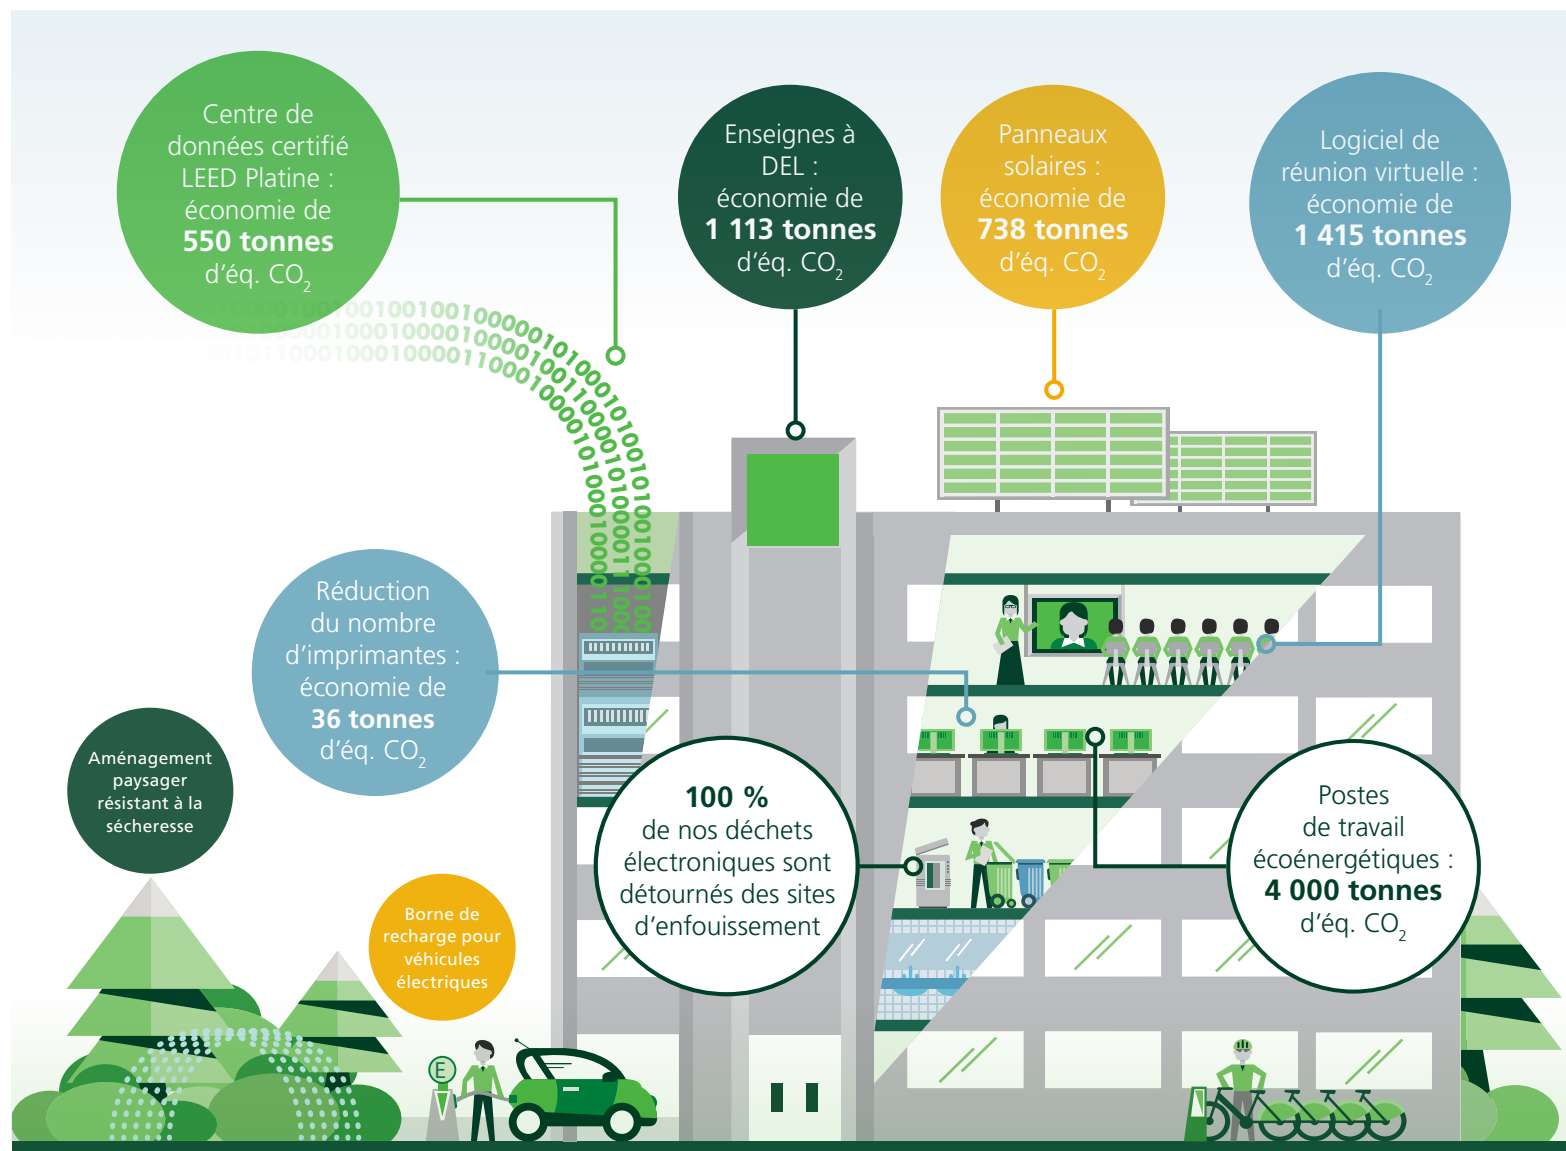 Centre de
données certifié
LEED Platine :
économie de
550 tonnes
d’éq. CO2
Enseignes à
DEL :
économie de
1 113 tonnes
d’éq. CO2
Panneaux
solaires :
économie de
738 tonnes
d’éq. CO2
Logiciel de
réunion virtuelle :
économie de
1 415 tonnes
d’éq. CO2
Réduction
du nombre
d’imprimantes :
économie de
36 tonnes
d’éq. CO2
Aménagement
paysager
résistant à la
sécheresse
100 %
de nos déchets
électroniques sont
détournés des sites
d’enfouissement
Postes
de travail
écoénergétiques :
4 000 tonnes
d’éq. CO2
Borne de
recharge pour
véhicules
électriques
E